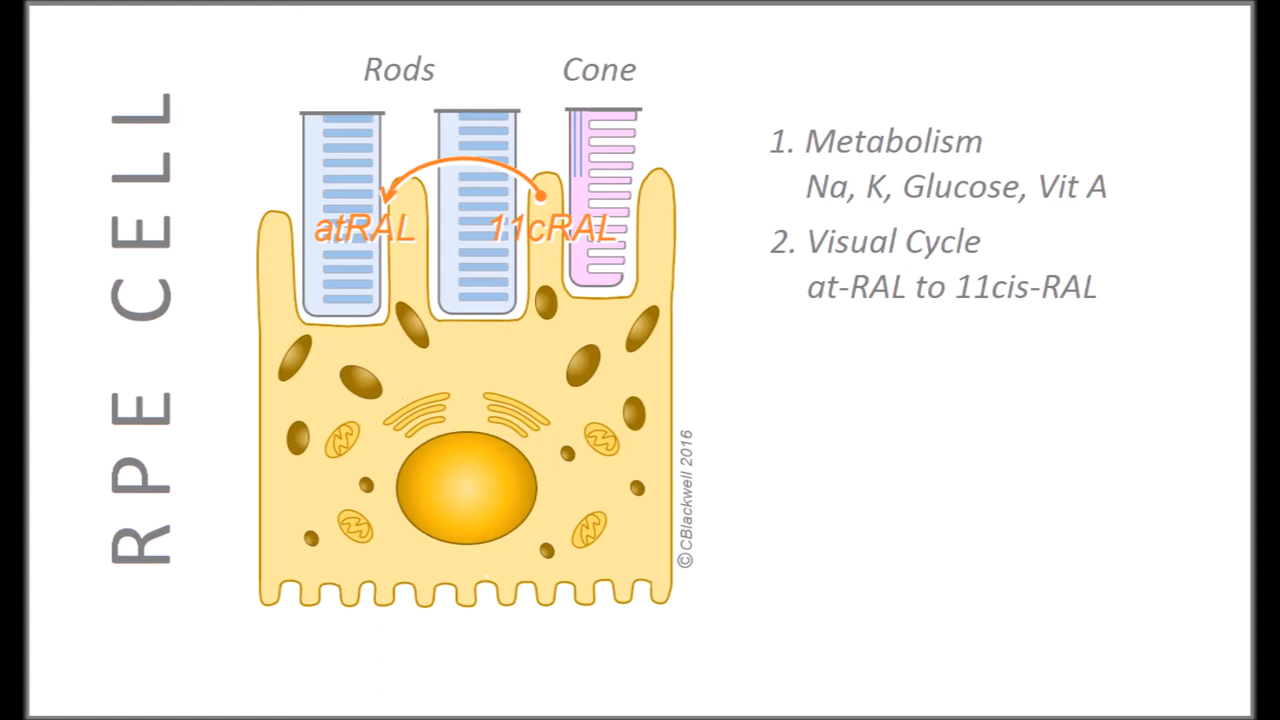 RPE CELL
Rods
Cone
atRAL
11cRAL
1. Metabolism
Na, K, Glucose, Vit A
2. Visual Cycle
at-RAL to 11cis-RAL
©CBlackwell 2016